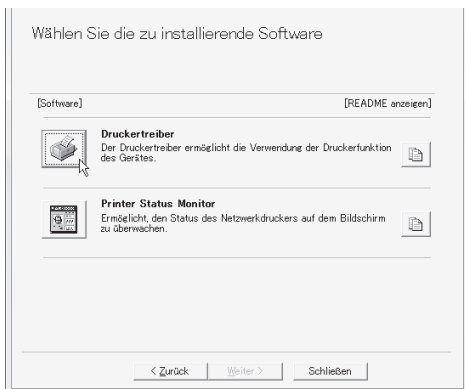 Wählen Sie die zu installierende Software
[Software] [README anzeigen]
Druckertreiber
Der Druckertreiber ermöglicht die Verwendung der Druckerfunktion
des Gerätes.
Printer Status Monitor
Ermöglicht, den Status des Netzwerkdruckers auf dem Bildschirm
zu überwachen.
< Zurück Weiter > Schließen